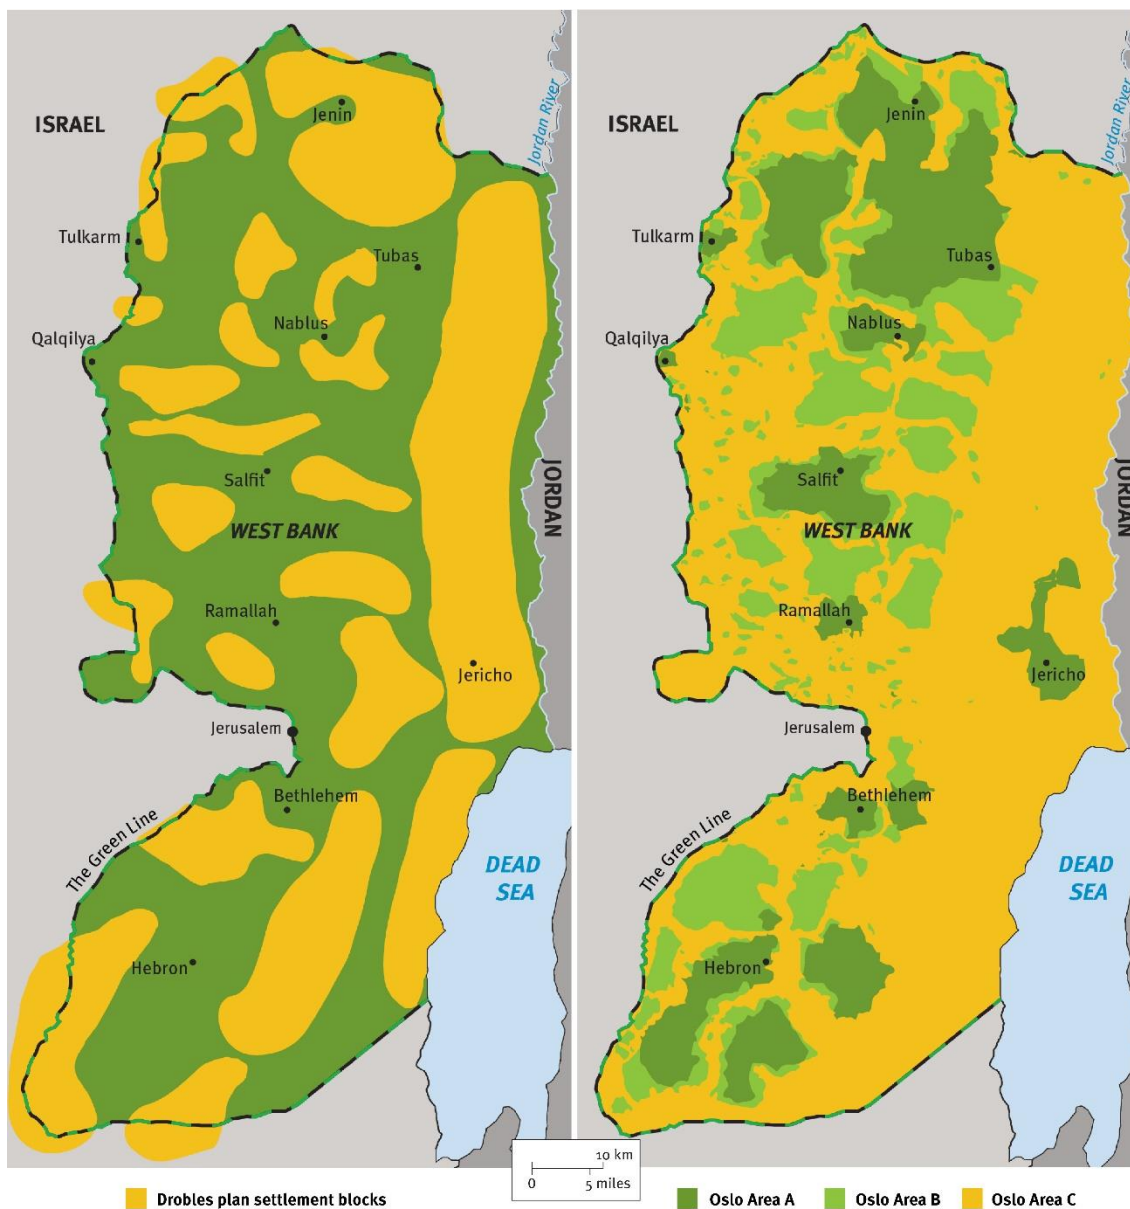 ISRAEL
Jordan River
Jenin
Tulkarm
Tubas
Nablus
Qalqilya
Salfit
WEST BANK
JORDAN
Ramallah
Jericho
Jerusalem
Bethlehem
The Green Line
DEAD
SEA
Hebron
Drobles plan settlement blocks
ISRAEL
Jordan River
Jenin
Tulkarm
Tubas
Nablus
Qalqilya
Salfit
WEST BANK
JORDAN
Ramallah
Jericho
Jerusalem
Bethlehem
The Green Line
DEAD
SEA
Hebron
10 km
0 5 miles
Oslo Area A
Oslo Area B
Oslo Area C